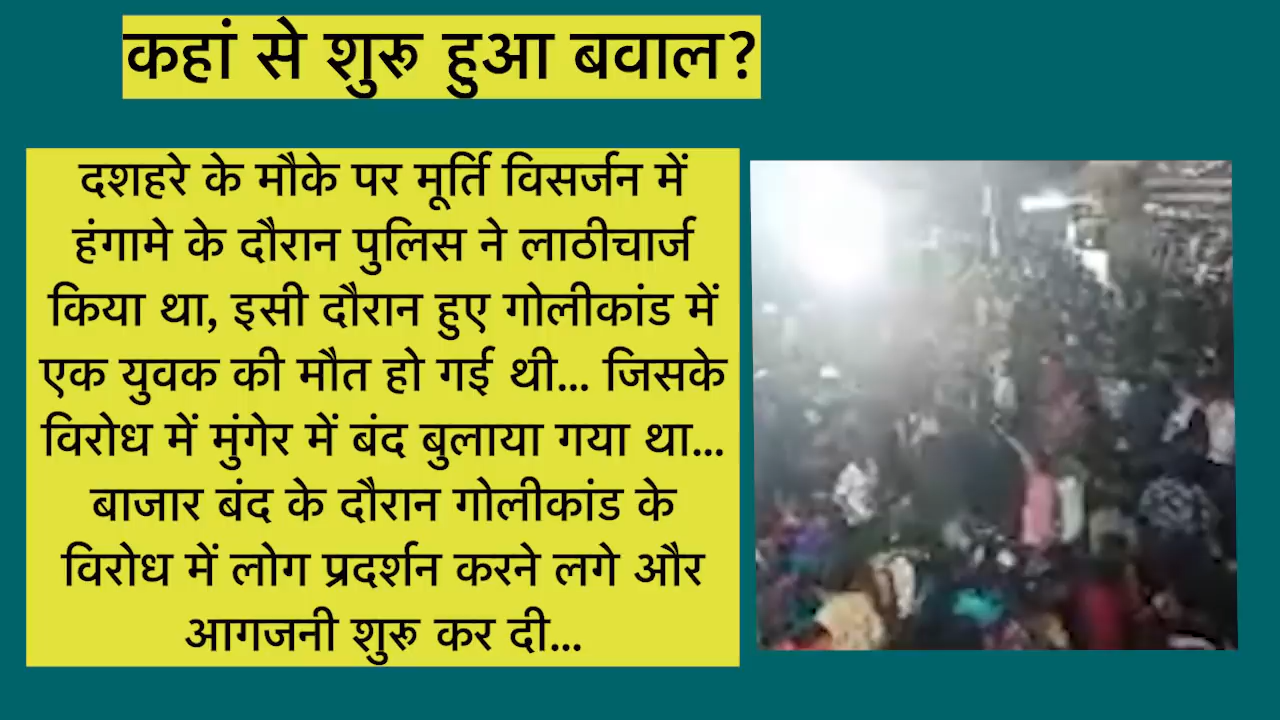 कहां से शुरू हुआ बवाल?
दशहरे के मौके पर मूर्ति विसर्जन में
हंगामे के दौरान पुलिस ने लाठीचार्ज
किया था, इसी दौरान हुए गोलीकांड में
एक युवक की मौत हो गई थी... जिसके
विरोध में मुंगेर में बंद बुलाया गया था...
बाजार बंद के दौरान गोलीकांड के
विरोध में लोग प्रदर्शन करने लगे और
आगजनी शुरू कर दी...